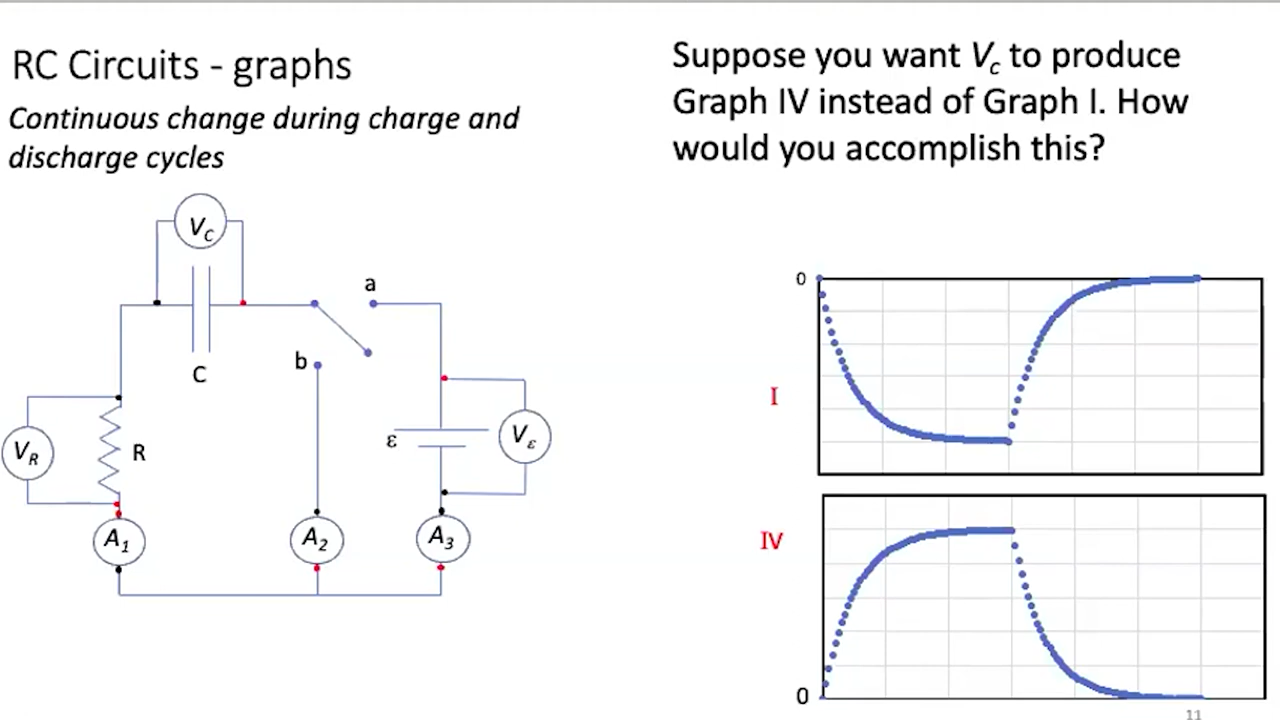 RC Circuits - graphs
Continuous change during charge and
discharge cycles
Suppose you want Vc to produce
Graph IV instead of Graph I. How
would you accomplish this?
VC
a
b
C
VR
R
ε
Vε
A1
A2
A3
0
I
IV
0
11